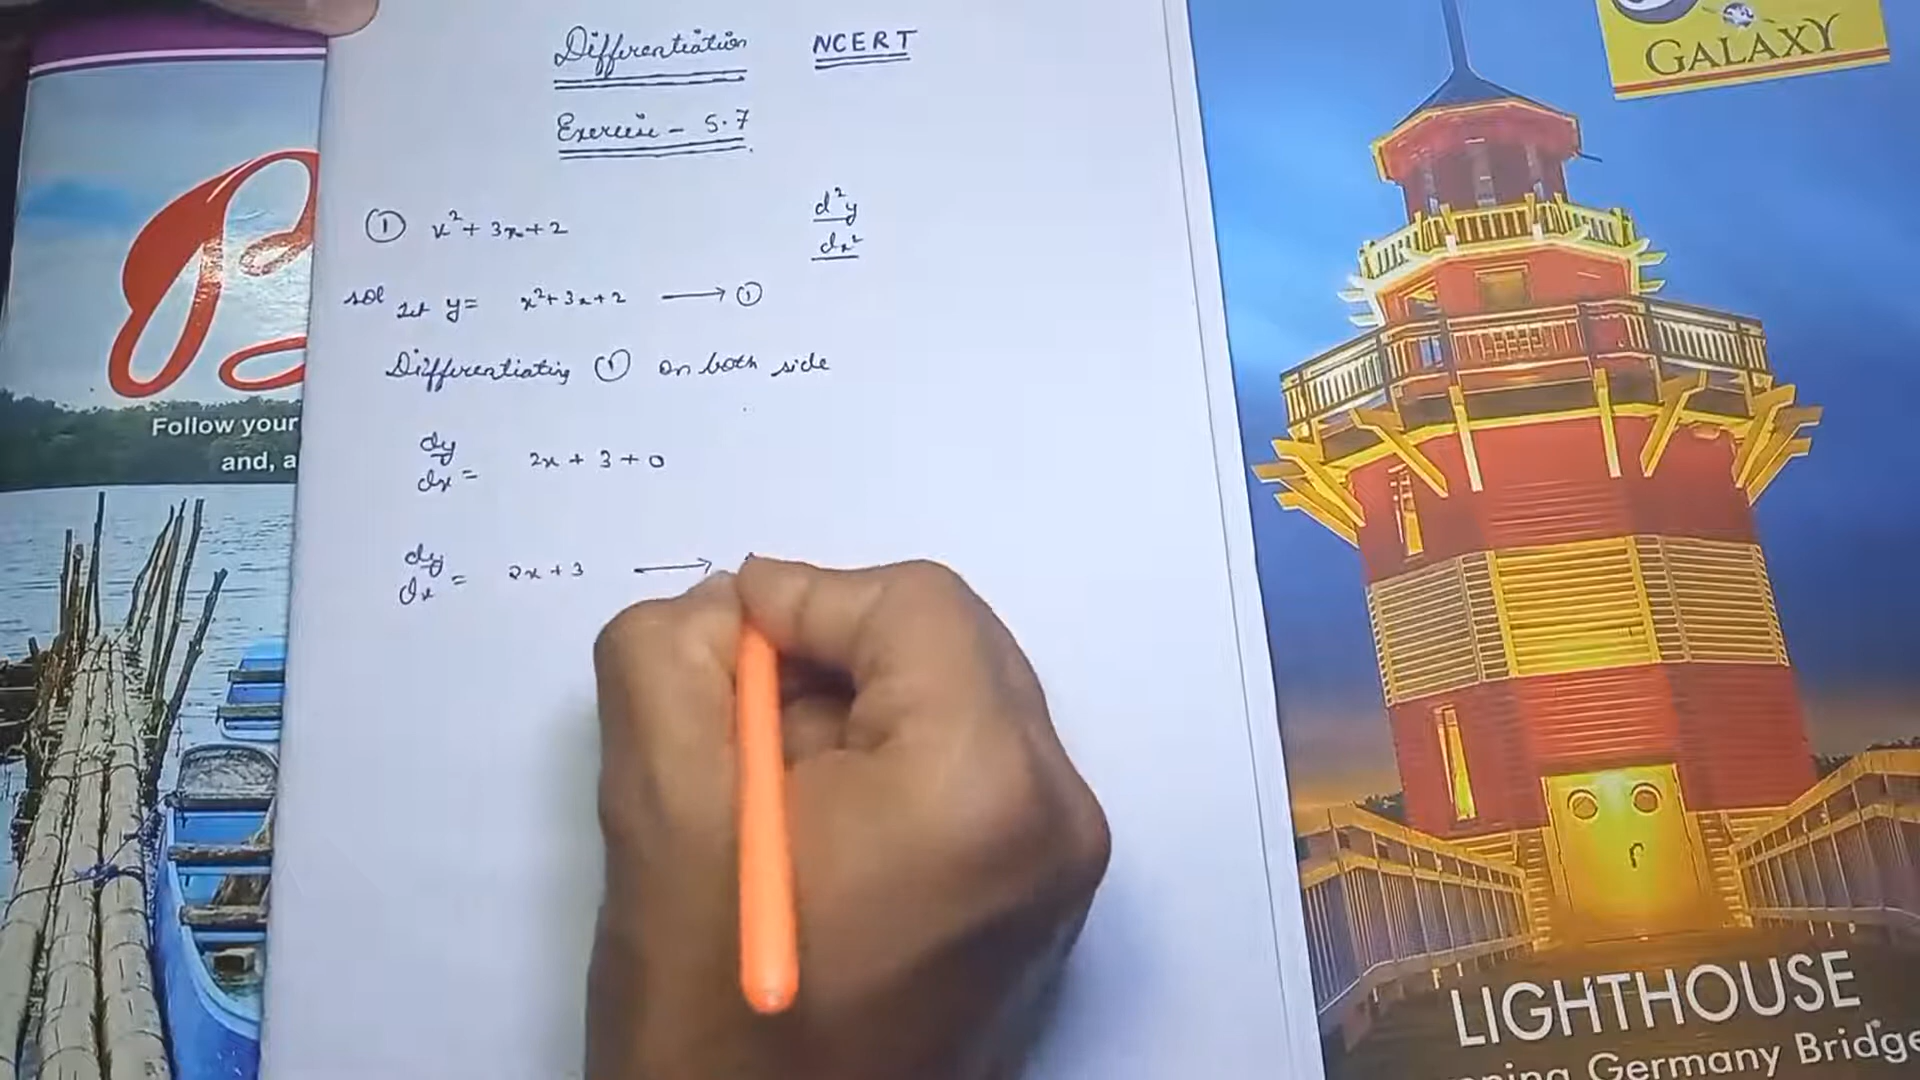 Differentiation NCERT
Exercise - 5.7
① x² + 3x + 2
d²y
dx²
sol Let y = x² + 3x + 2 → ①
Differentiating ① on both side
dy
dx = 2x + 3 + 0
dy
dx = 2x + 3 →
Follow your
and, a
GALAXY
LIGHTHOUSE
Germany Bridge